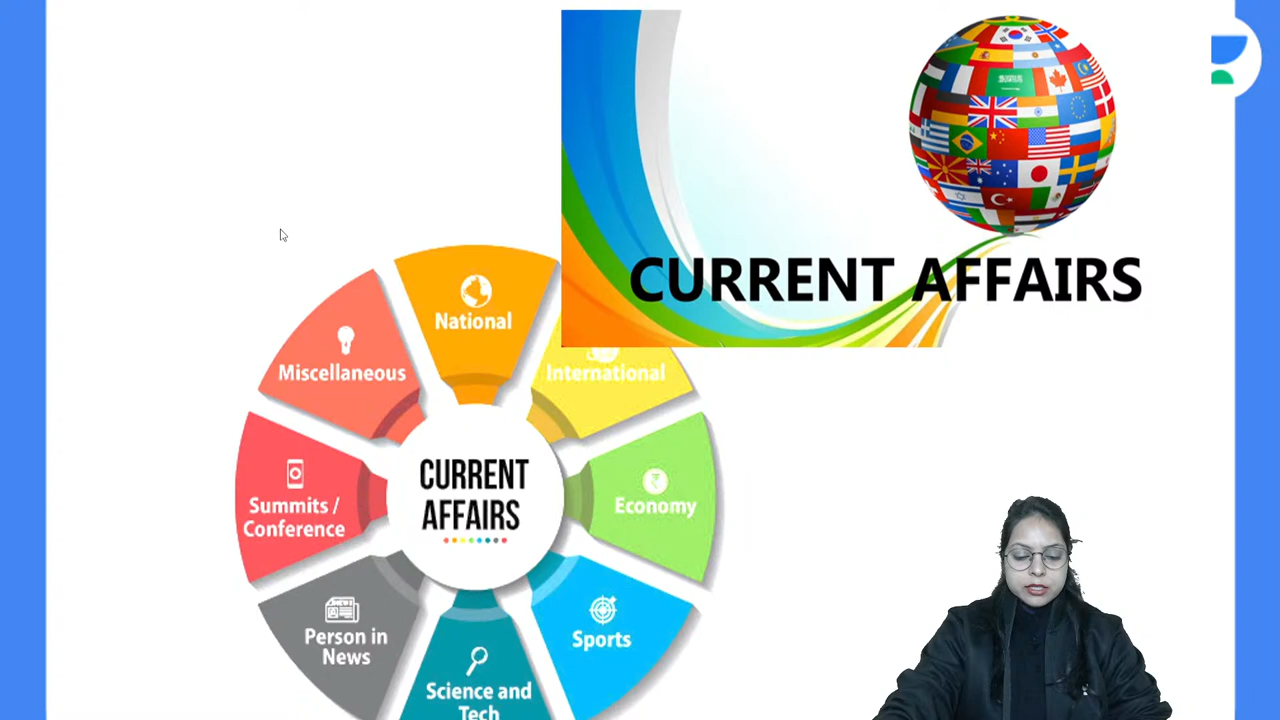 CURRENT AFFAIRS
National
International
Miscellaneous
CURRENT
AFFAIRS
Economy
Summits /
Conference
Sports
Person in
News
Science and
Tech